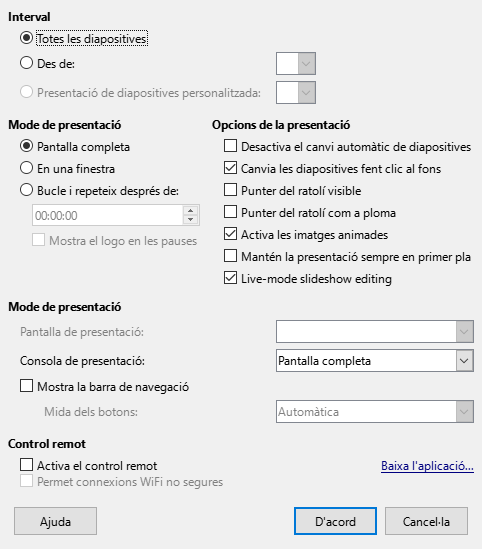 Interval
Totes les diapositives
Des de:
Presentació de diapositives personalitzada:
Mode de presentació
Pantalla completa
En una finestra
Bucle i repeteix després de:
00:00:00
Mostra el logo en les pauses
Opcions de la presentació
Desactiva el canvi automàtic de diapositives
Canvia les diapositives fent clic al fons
Punter del ratolí visible
Punter del ratolí com a ploma
Activa les imatges animades
Mantén la presentació sempre en primer pla
Live-mode slideshow editing
Mode de presentació
Pantalla de presentació:
Consola de presentació: Pantalla completa
Mostra la barra de navegació
Mida dels botons: Automàtica
Control remot
Activa el control remot Baixa l'aplicació...
Permet connexions WiFi no segures
Ajuda D'acord Cancel·la